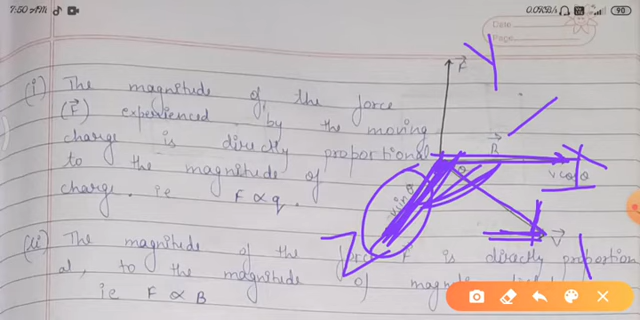 7:50
90
Date
Page
(i) The magnitude of the force
(F⃗) experienced by the moving
charge is directly proportional
to the magnitude of
charge. ie F ∝ q.
F⃗
Y
B⃗
θ
X
v cos θ
v sin θ
Z
V⃗
(ii) The magnitude of the force F is directly proportion
al, to the magnitude of
ie F ∝ B